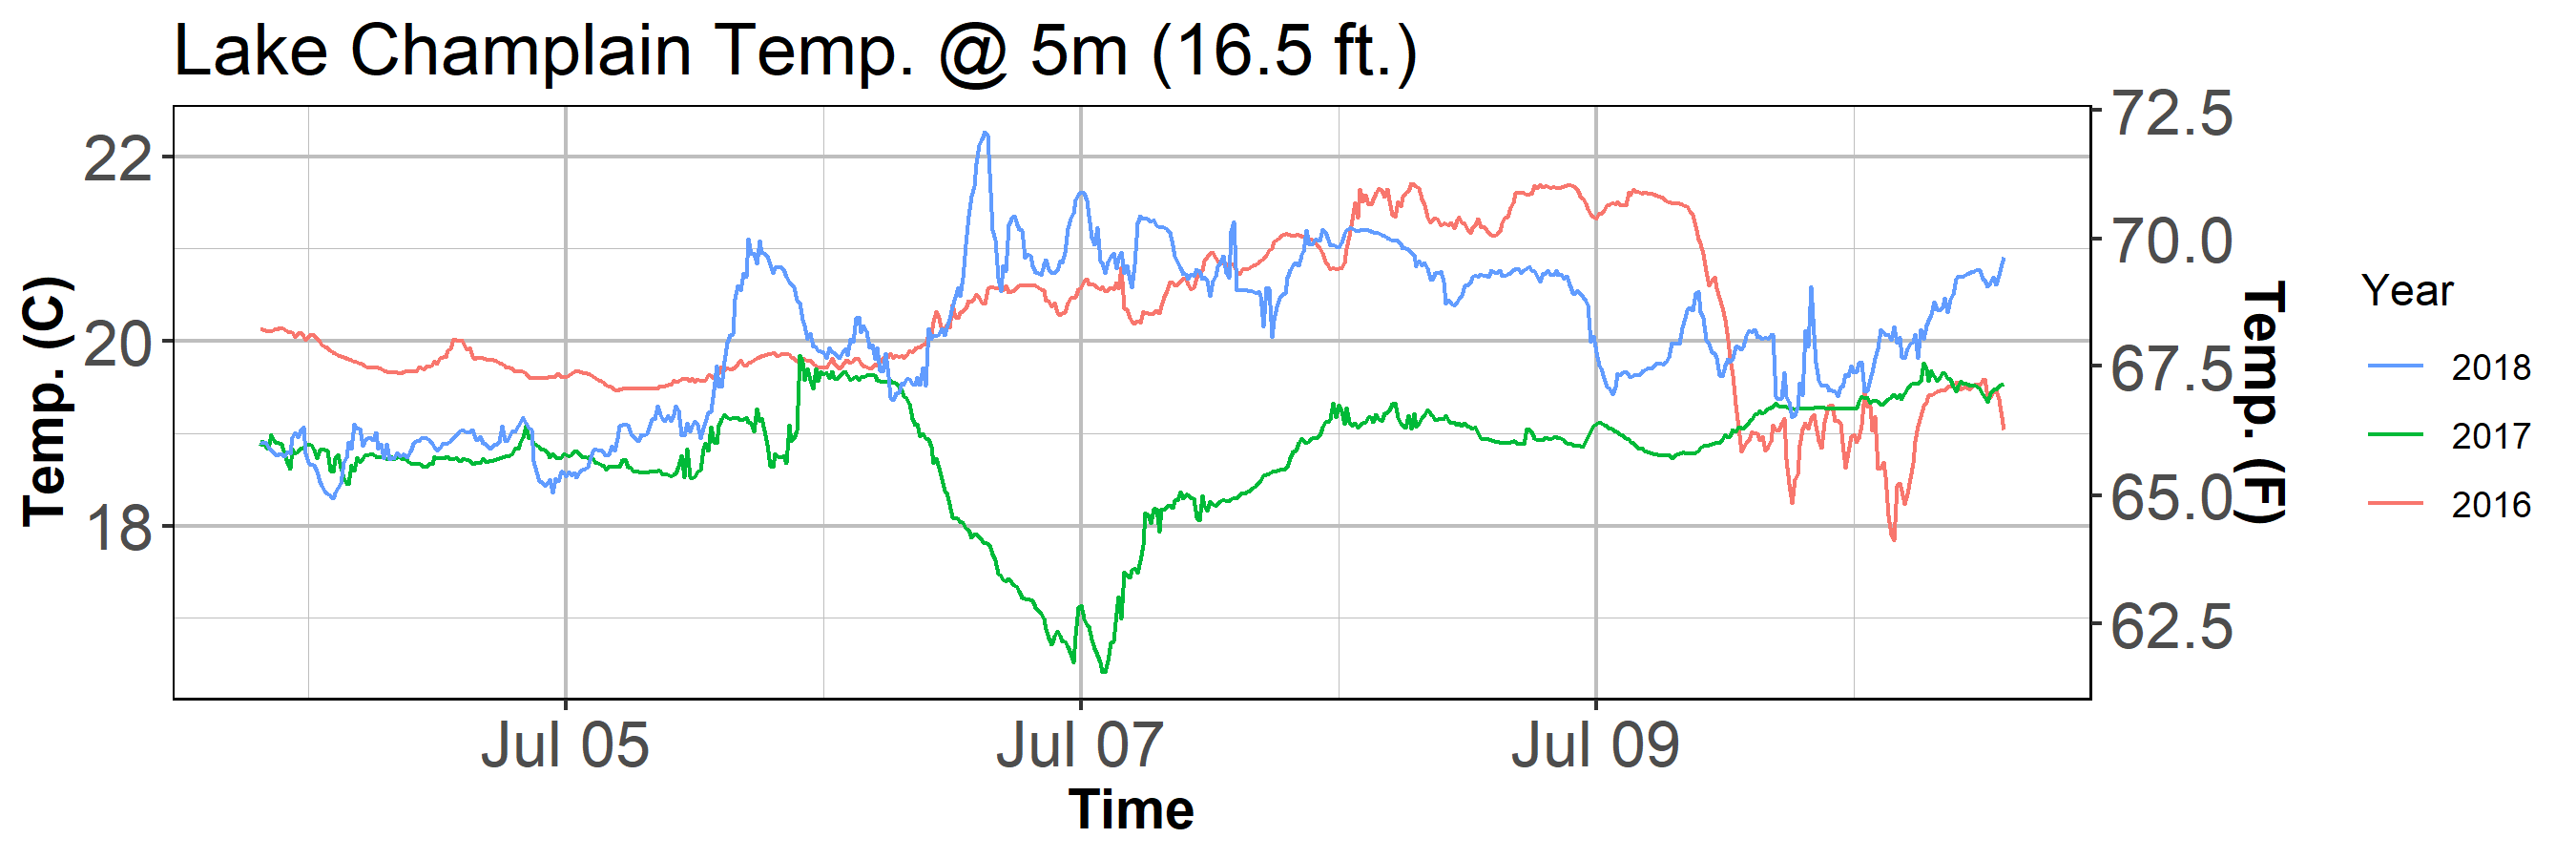 Lake Champlain Temp. @ 5m (16.5 ft.)
Temp. (C)
22
20
18
72.5
70.0
67.5
65.0
62.5
Temp. (F)
Jul 05
Jul 07
Jul 09
Time
Year
2018
2017
2016